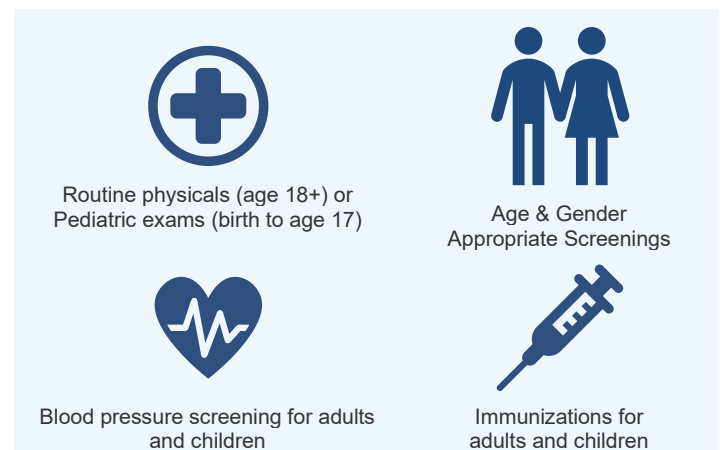 Routine physicals (age 18+) or
Pediatric exams (birth to age 17)
Age & Gender
Appropriate Screenings
Blood pressure screening for adults
and children
Immunizations for
adults and children